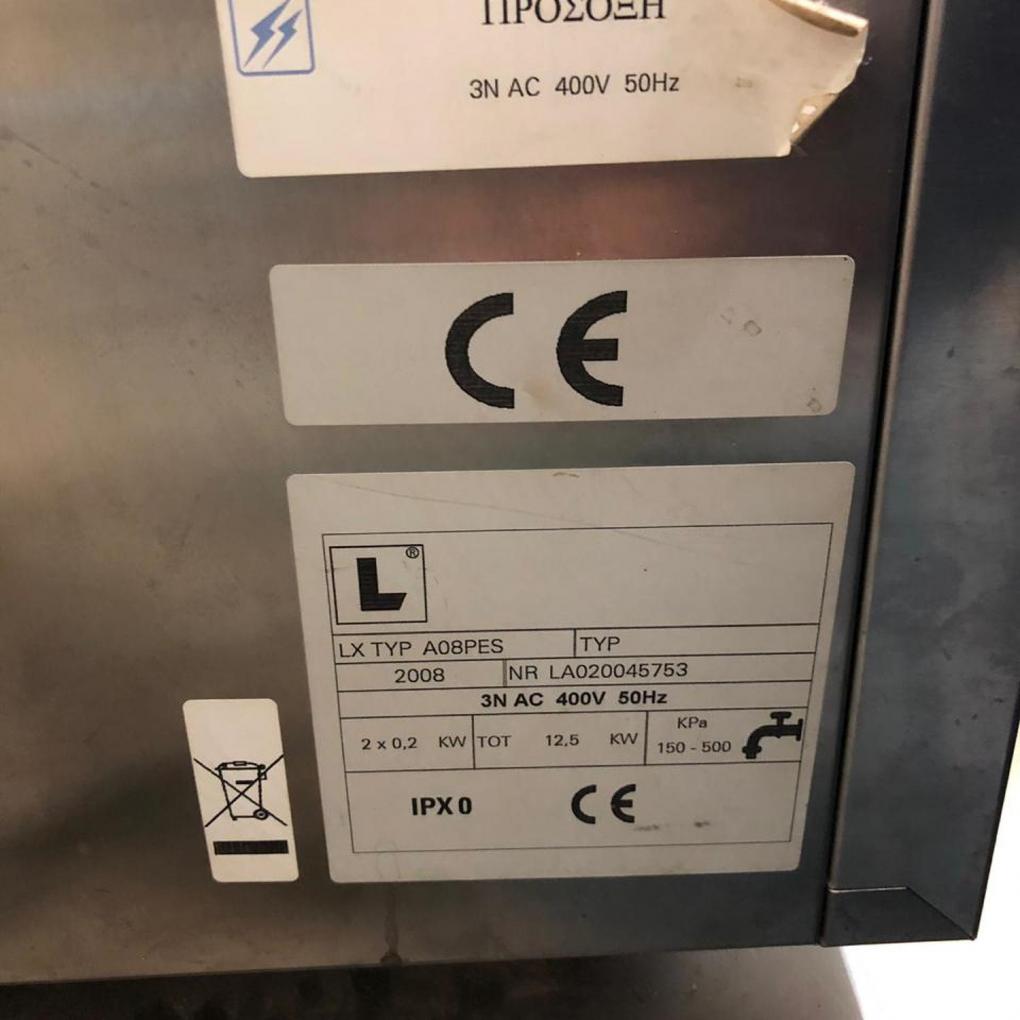 ΠΡΟΣΟΞΗ
3N AC 400V 50Hz
CE
L®
LX TYP A08PES TYP
2008 NR LA020045753
3N AC 400V 50Hz
2 x 0,2 KW TOT 12,5 KW KPa 150 - 500
IPX 0 CE